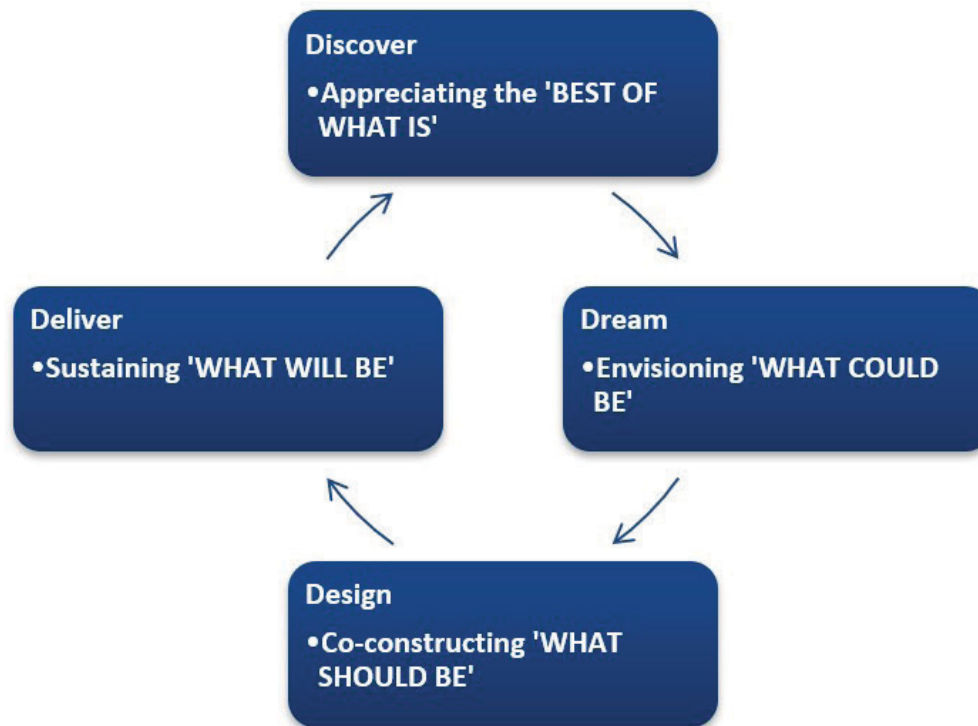 Discover
•Appreciating the 'BEST OF
WHAT IS'
Deliver
•Sustaining 'WHAT WILL BE'
Dream
•Envisioning 'WHAT COULD
BE'
Design
•Co-constructing 'WHAT
SHOULD BE'